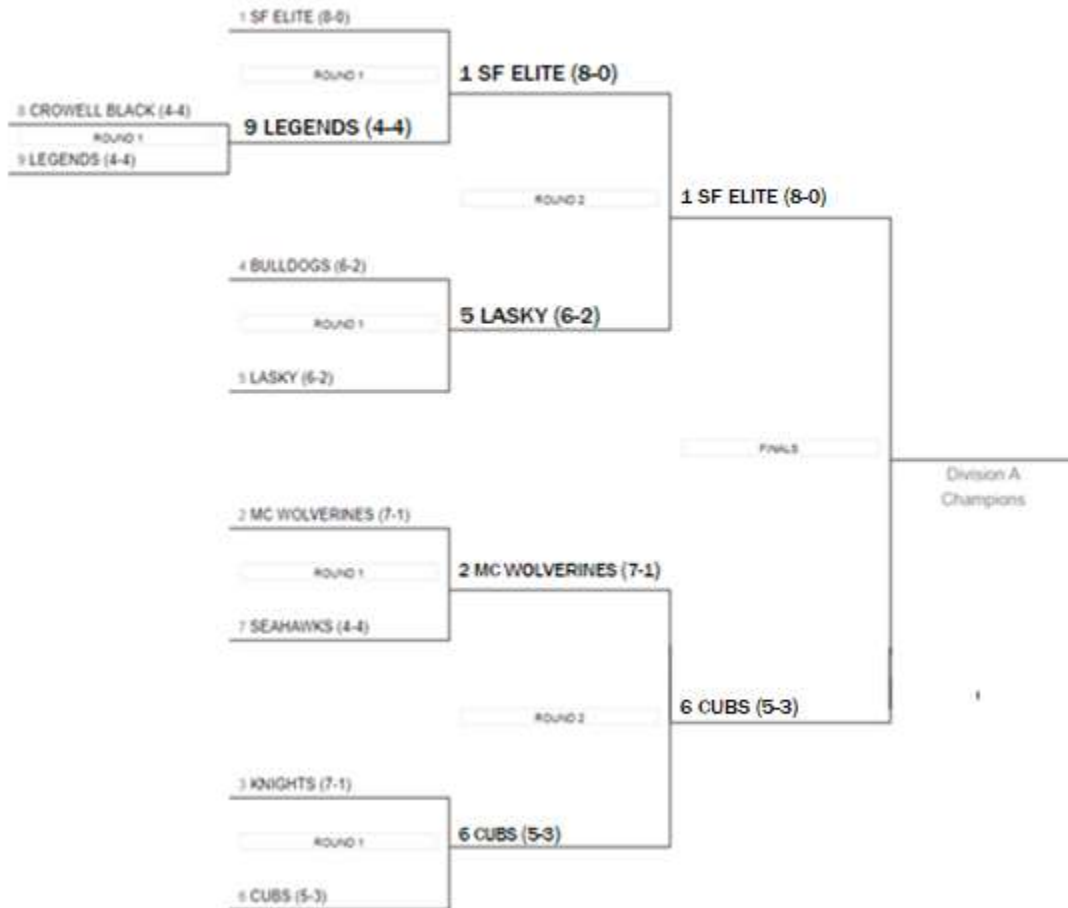 1 SF ELITE (8-0)
ROUND 1
1 SF ELITE (8-0)
8 CROWELL BLACK (4-4)
ROUND 1
9 LEGENDS (4-4)
9 LEGENDS (4-4)
ROUND 2
1 SF ELITE (8-0)
4 BULLDOGS (6-2)
ROUND 1
5 LASKY (6-2)
5 LASKY (6-2)
FINALS
Division A
Champions
2 MC WOLVERINES (7-1)
ROUND 1
2 MC WOLVERINES (7-1)
7 SEAHAWKS (4-4)
ROUND 2
6 CUBS (5-3)
3 KNIGHTS (7-1)
ROUND 1
6 CUBS (5-3)
6 CUBS (5-3)